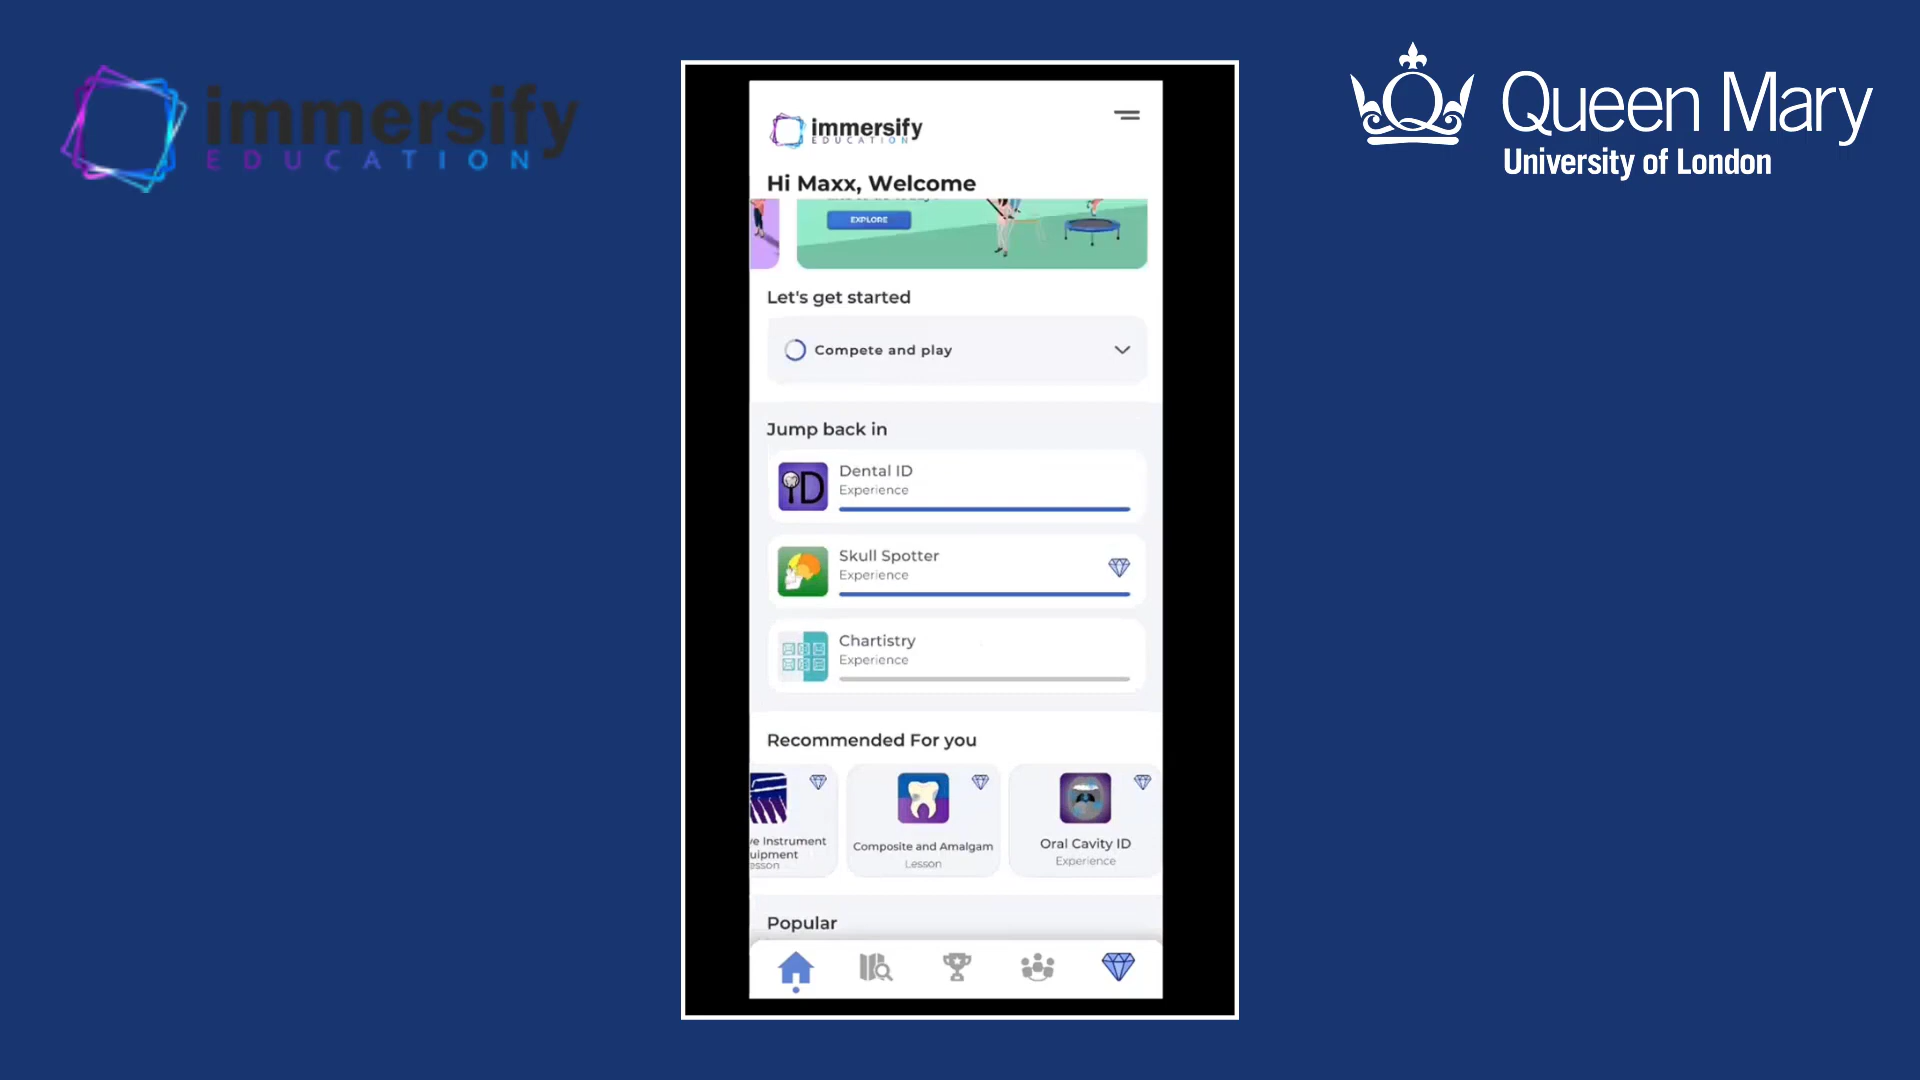 immersify
EDUCATION
Queen Mary
University of London
immersify
EDUCATION
Hi Maxx, Welcome
EXPLORE
Let's get started
Compete and play
Jump back in
Dental ID
Experience
Skull Spotter
Experience
Chartistry
Experience
Recommended For you
Instrument
Composite and Amalgam
Lesson
Oral Cavity ID
Experience
Popular